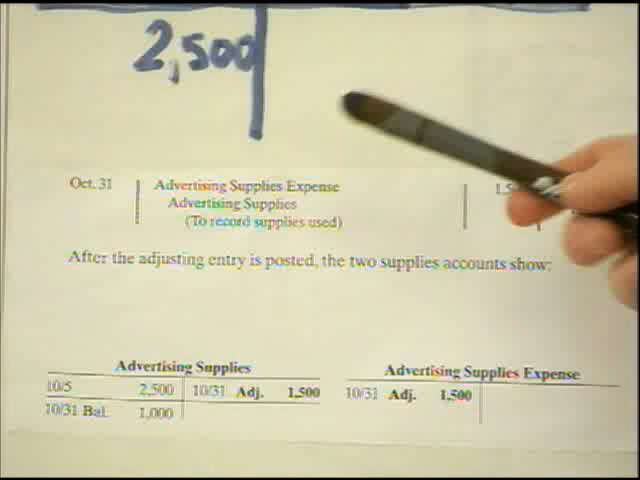 2,500
Oct. 31 Advertising Supplies Expense
Advertising Supplies
(To record supplies used)
After the adjusting entry is posted, the two supplies accounts show:
Advertising Supplies
10/5 2,500 10/31 Adj. 1,500
10/31 Bal. 1,000
Advertising Supplies Expense
10/31 Adj. 1,500